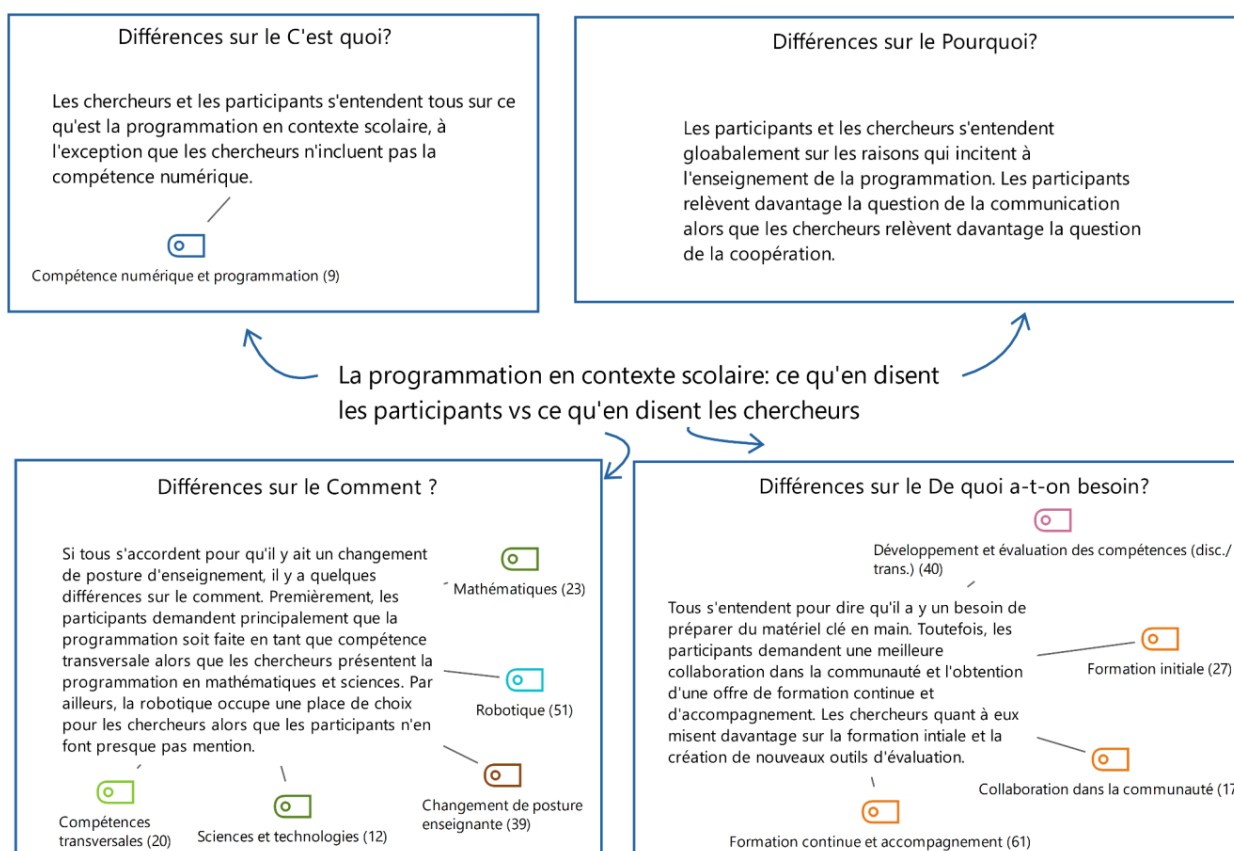 Différences sur le C'est quoi?
Les chercheurs et les participants s'entendent tous sur ce
qu'est la programmation en contexte scolaire, à
l'exception que les chercheurs n'incluent pas la
compétence numérique.
Compétence numérique et programmation (9)
Différences sur le Pourquoi?
Les participants et les chercheurs s'entendent
gloabalement sur les raisons qui incitent à
l'enseignement de la programmation. Les participants
relèvent davantage la question de la communication
alors que les chercheurs relèvent davantage la question
de la coopération.
La programmation en contexte scolaire: ce qu'en disent
les participants vs ce qu'en disent les chercheurs
Différences sur le Comment ?
Si tous s'accordent pour qu'il y ait un changement
de posture d'enseignement, il y a quelques
différences sur le comment. Premièrement, les
participants demandent principalement que la
programmation soit faite en tant que compétence
transversale alors que les chercheurs présentent la
programmation en mathématiques et sciences. Par
ailleurs, la robotique occupe une place de choix
pour les chercheurs alors que les participants n'en
font presque pas mention.
Mathématiques (23)
Robotique (51)
Changement de posture
enseignante (39)
Sciences et technologies (12)
Compétences
transversales (20)
Différences sur le De quoi a-t-on besoin?
Développement et évaluation des compétences (disc./
trans.) (40)
Tous s'entendent pour dire qu'il a y un besoin de
préparer du matériel clé en main. Toutefois, les
participants demandent une meilleure
collaboration dans la communauté et l'obtention
d'une offre de formation continue et
d'accompagnement. Les chercheurs quant à eux
misent davantage sur la formation intiale et la
création de nouveaux outils d'évaluation.
Formation initiale (27)
Collaboration dans la communauté (17
Formation continue et accompagnement (61)